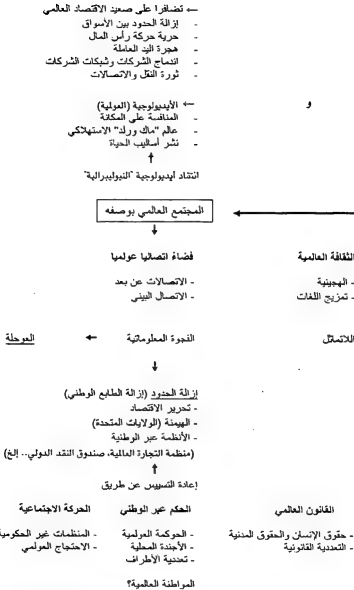 ← تضافرا على صعيد الاقتصاد العالمي
- إزالة الحدود بين الأسواق
- حرية حركة رأس المال
- هجرة اليد العاملة
- اندماج الشركات وشبكات الشركات
- ثورة النقل والاتصالات
و
← الأيديولوجية (العولية)
- المنافسة على المكانة
- عالم "ماك ورلد" الاستهلاكي
- نشر أساليب الحياة
انتقاد أيديولوجية "النيوليبرالية"
المجتمع العالمي بوصفه
فضاءً اتصاليا عولميا
- الاتصالات عن بعد
- الاتصال البيني
الثقافة العالمية
- الهجينية
- تمزيج اللغات
الفجوة المعلوماتية ←
اللاتماثل
العوحلة
إزالة الحدود (إزالة الطابع الوطني)
- تحرير الاقتصاد
- الهيمنة (الولايات المتحدة)
- الأنظمة عبر الوطنية
(منظمة التجارة العالمية، صندوق النقد الدولي.. إلخ)
إعادة التسييس عن طريق
القانون العالمي
- حقوق الإنسان والحقوق المدنية
- التعددية القانونية
الحكم عبر الوطني
- الحوكمة العولمية
- الأجندة المحلية
- تعددية الأطراف
الحركة الاجتماعية
- المنظمات غير الحكومية
- الاحتجاج العولمي
المواطنة العالمية؟